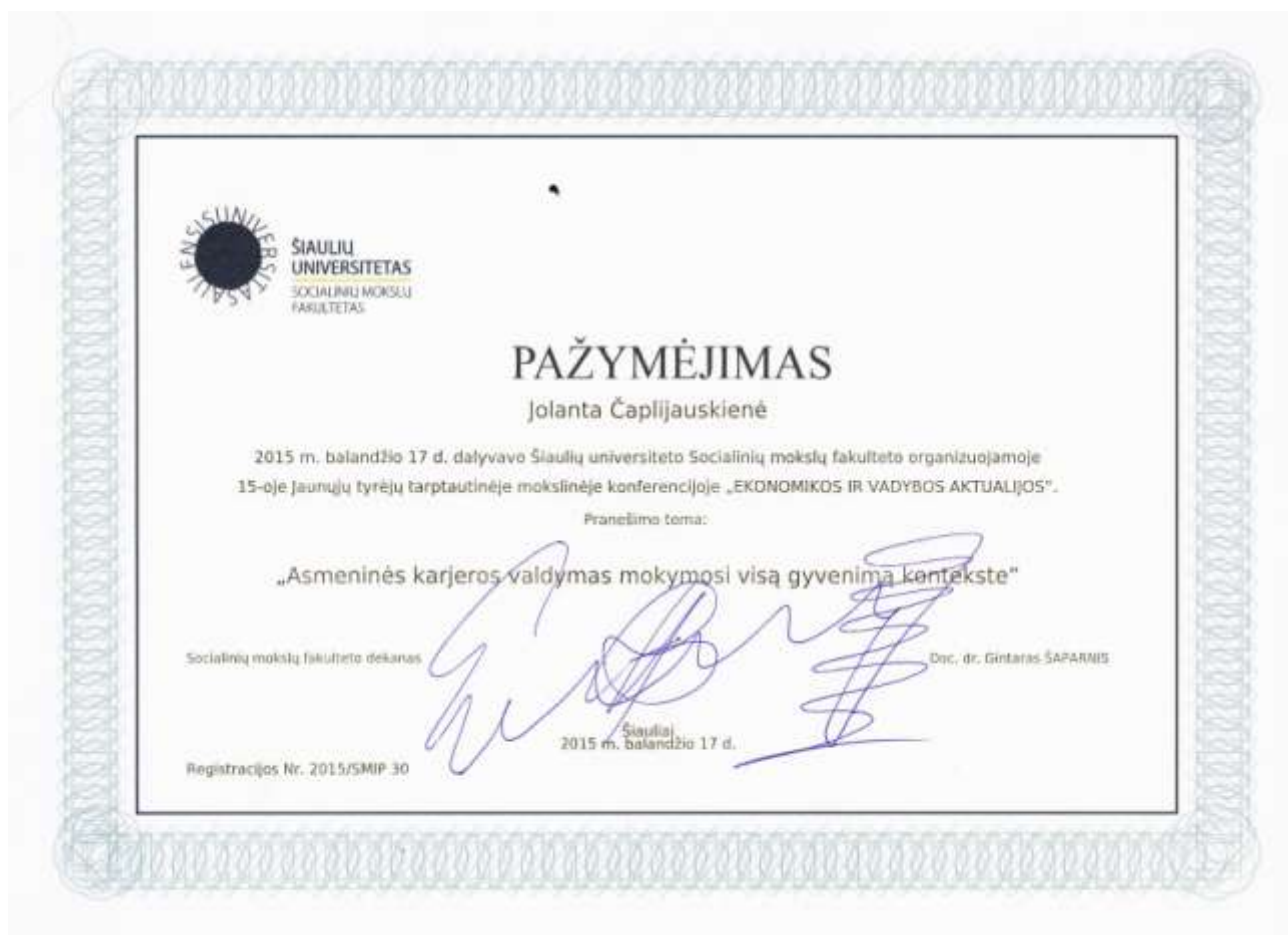 SIUNIVERSITAS SAULENSIS
ŠIAULIŲ
UNIVERSITETAS
SOCIALINIŲ MOKSLŲ
FAKULTETAS
PAŽYMĖJIMAS
Jolanta Čaplijauskienė
2015 m. balandžio 17 d. dalyvavo Šiaulių universiteto Socialinių mokslų fakulteto organizuojamoje
15-oje Jaunųjų tyrėjų tarptautinėje mokslinėje konferencijoje „EKONOMIKOS IR VADYBOS AKTUALIJOS".
Pranešimo tema:
„Asmeninės karjeros valdymas mokymosi visą gyvenimą kontekste"
Socialinių mokslų fakulteto dekanas
Doc. dr. Gintaras ŠAPARNIS
Šiauliai,
2015 m. balandžio 17 d.
Registracijos Nr. 2015/SMIP 30